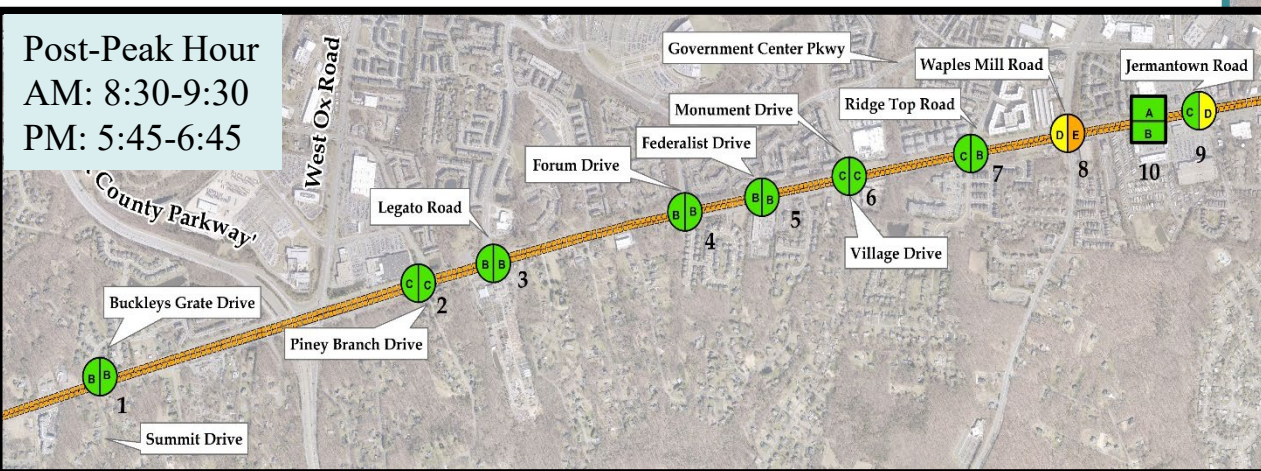 Post-Peak Hour
AM: 8:30-9:30
PM: 5:45-6:45
West Ox Road
County Parkway'
Government Center Pkwy
Waples Mill Road
Jermantown Road
Monument Drive
Ridge Top Road
Federalist Drive
Forum Drive
Legato Road
Buckleys Grate Drive
Piney Branch Drive
Village Drive
Summit Drive
B B
1
C C
2
B B
3
B B
4
B B
5
C C
6
C B
7
D E
8
A
B
10
C D
9